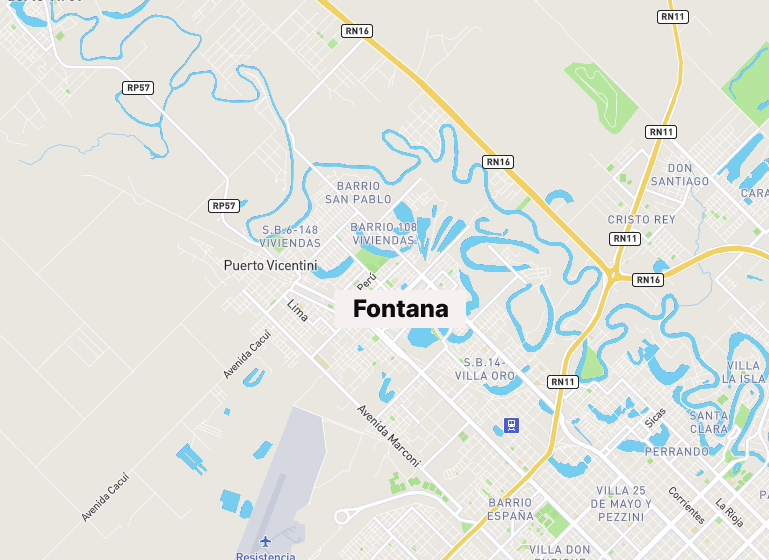 RN11
RN16
RP57
RN11
RN16
DON
SANTIAGO
BARRIO
SAN PABLO
RP57
CRISTO REY
S.B.6-148
VIVIENDAS
BARRIO 108
VIVIENDAS
RN11
Puerto Vicentini
Perú
RN16
Fontana
Lima
Avenida Cacuí
S.B.14-
VILLA ORO
RN11
VILLA
LA ISLA
Sicas
SANTA
CLARA
Avenida Marconi
PERRANDO
Avenida Cacuí
BARRIO
ESPAÑA
VILLA 25
DE MAYO Y
PEZZINI
Corrientes
La Rioja
Resistencia
VILLA DON